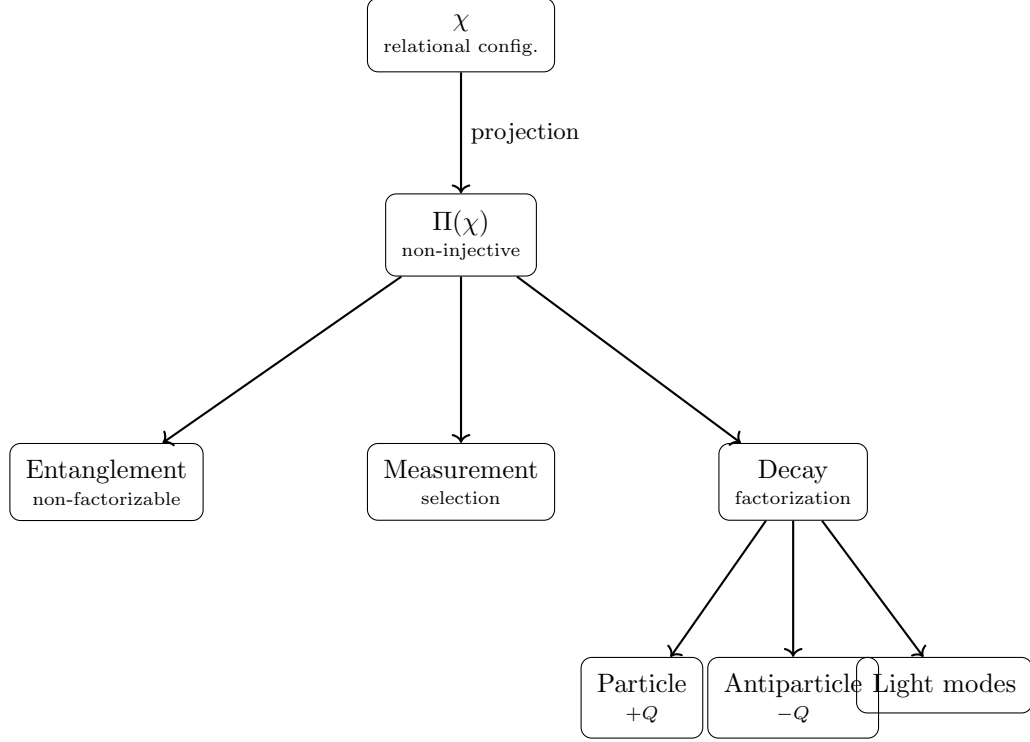 χ
relational config.
projection
Π(χ)
non-injective
Entanglement
non-factorizable
Measurement
selection
Decay
factorization
Particle
+Q
Antiparticle
−Q
Light modes